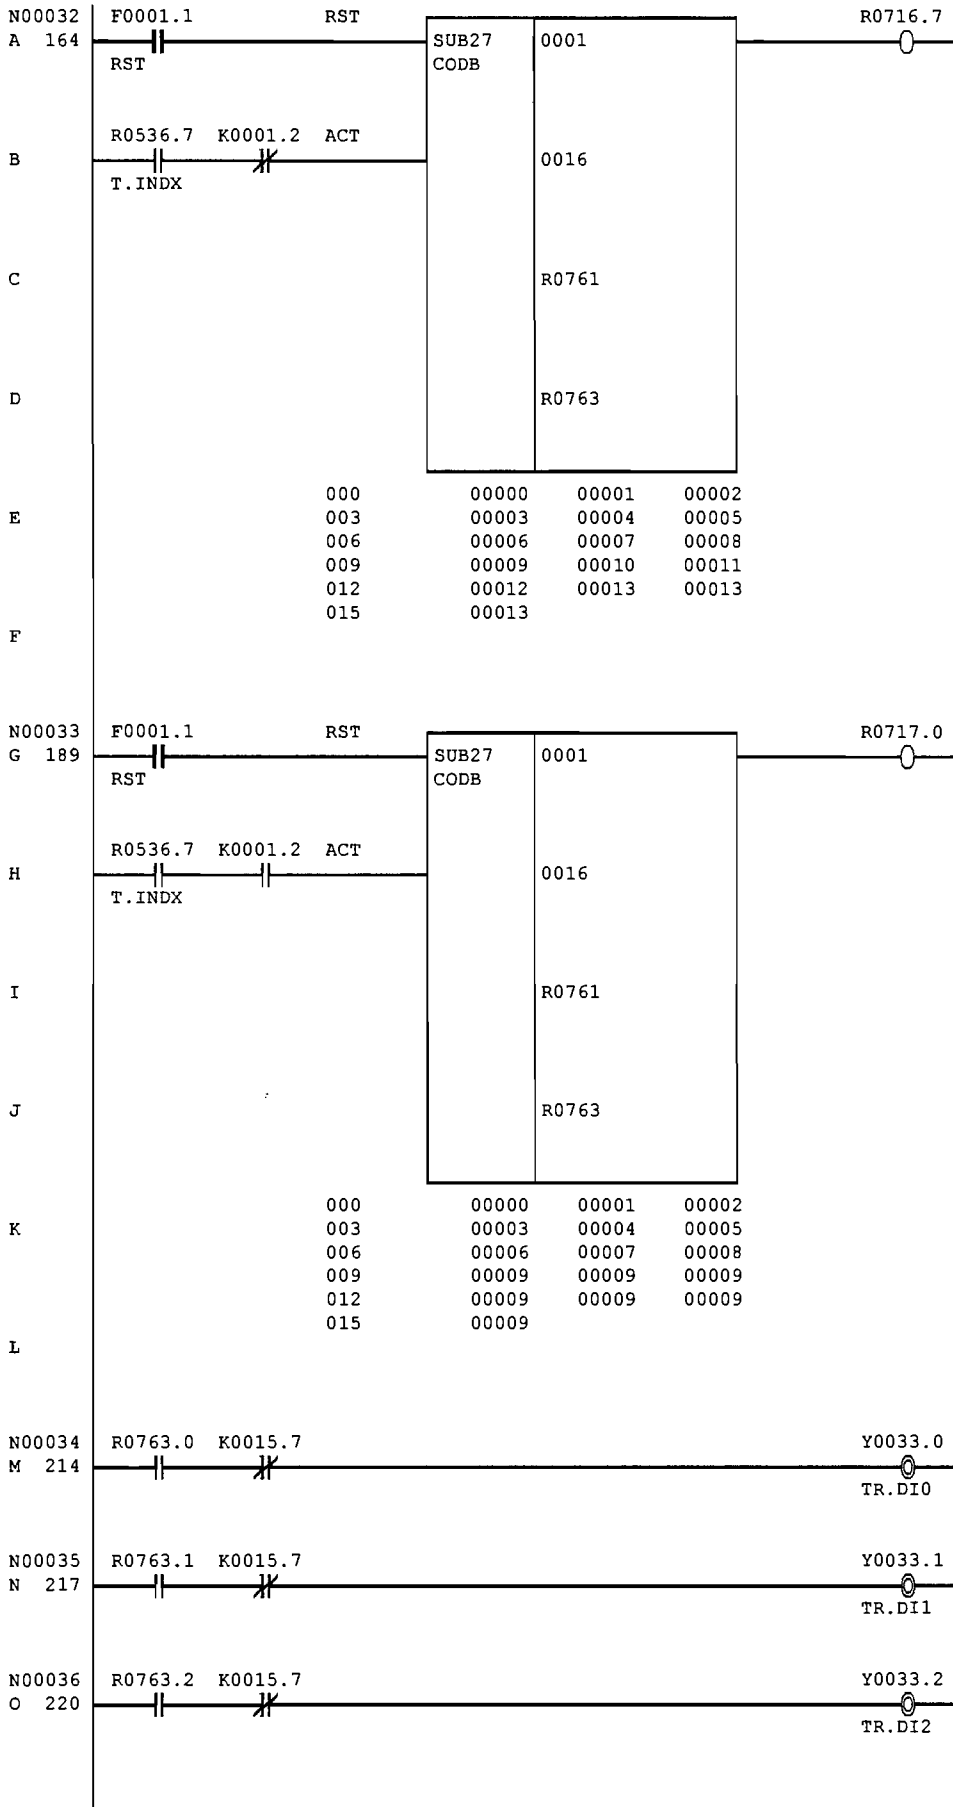 N00032 F0001.1 RST R0716.7
A 164 SUB27 0001
RST CODB
R0536.7 K0001.2 ACT
B 0016
T.INDX
C R0761
D R0763
000 00000 00001 00002
E 003 00003 00004 00005
006 00006 00007 00008
009 00009 00010 00011
012 00012 00013 00013
015 00013
F
N00033 F0001.1 RST R0717.0
G 189 SUB27 0001
RST CODB
R0536.7 K0001.2 ACT
H 0016
T.INDX
I R0761
J R0763
000 00000 00001 00002
K 003 00003 00004 00005
006 00006 00007 00008
009 00009 00009 00009
012 00009 00009 00009
015 00009
L
N00034 R0763.0 K0015.7 Y0033.0
M 214
TR.DI0
N00035 R0763.1 K0015.7 Y0033.1
N 217
TR.DI1
N00036 R0763.2 K0015.7 Y0033.2
O 220
TR.DI2